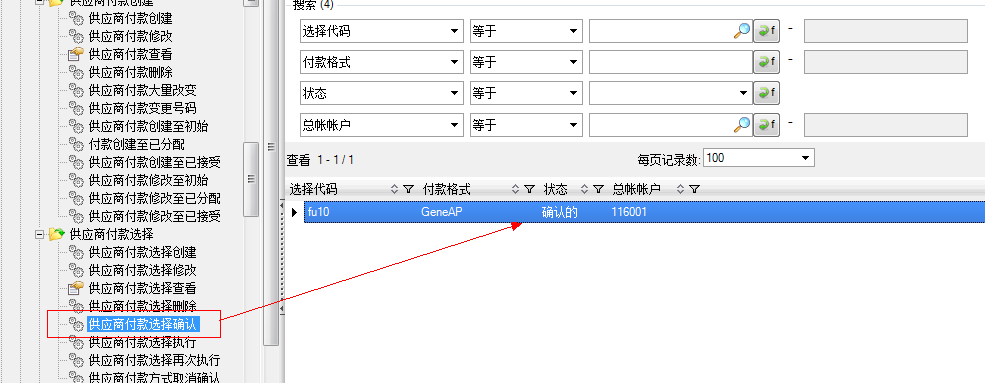 供应商付款创建
供应商付款创建
供应商付款修改
供应商付款查看
供应商付款删除
供应商付款大量改变
供应商付款变更号码
供应商付款创建至初始
付款创建至已分配
供应商付款创建至已接受
供应商付款修改至初始
供应商付款修改至已分配
供应商付款修改至已接受
供应商付款选择
供应商付款选择创建
供应商付款选择修改
供应商付款选择查看
供应商付款选择删除
供应商付款选择确认
供应商付款选择执行
供应商付款选择再次执行
供应商付款方式取消确认
搜索 (4)
选择代码 等于 f -
付款格式 等于 f -
状态 等于 f
总帐帐户 等于 f -
查看 1 - 1 / 1 每页记录数: 100
选择代码 付款格式 状态 总帐帐户
fu10 GeneAP 确认的 116001